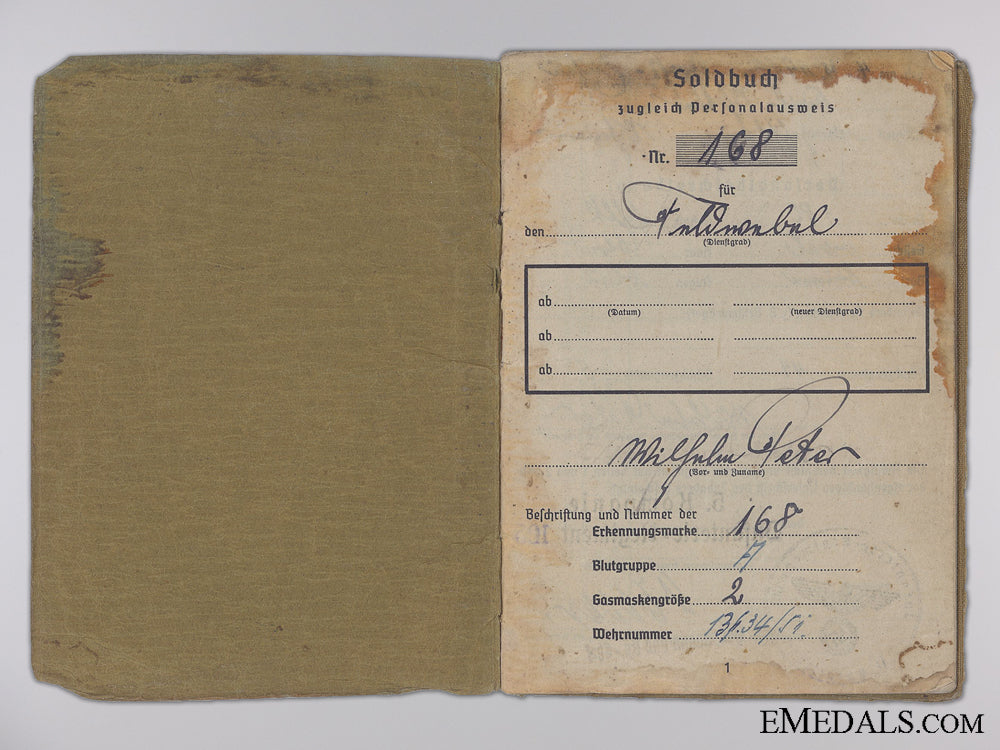 Soldbuch
zugleich Personalausweis
Nr. 168
für
den Feldwebel
(Dienstgrad)
ab
(Datum) (neuer Dienstgrad)
ab
ab
Wilhelm Peter
(Vor- und Zuname)
Beschriftung und Nummer der
Erkennungsmarke 168
Blutgruppe A
Gasmaskengröße 2
Wehrnummer
1
EMEDALS.COM